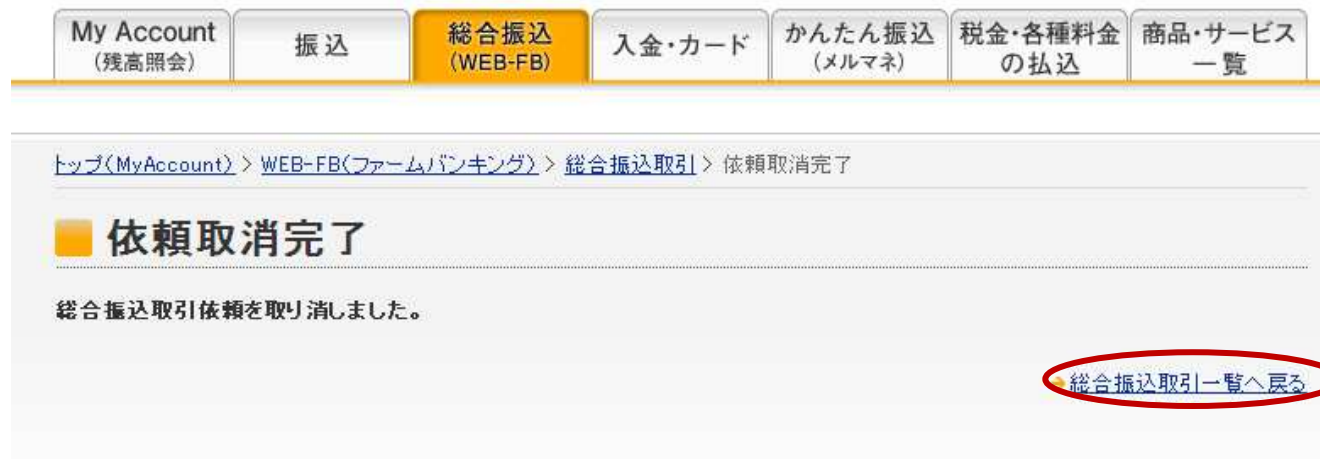 My Account
(残高照会)
振込
総合振込
(WEB-FB)
入金・カード
かんたん振込
(メルマネ)
税金・各種料金
の払込
商品・サービス
一覧
トップ(MyAccount) > WEB-FB(ファームバンキング) > 総合振込取引 > 依頼取消完了
依頼取消完了
総合振込取引依頼を取り消しました。
総合振込取引一覧へ戻る